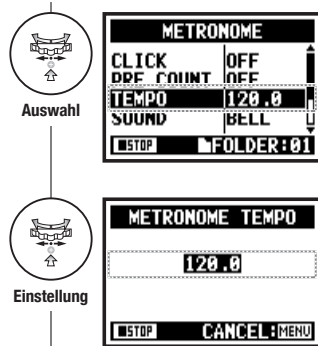 METRONOME
CLICK OFF
PRE COUNT OFF
TEMPO 120.0
SOUND BELL
STOP FOLDER:01
Auswahl
METRONOME TEMPO
120.0
STOP CANCEL:MENU
Einstellung